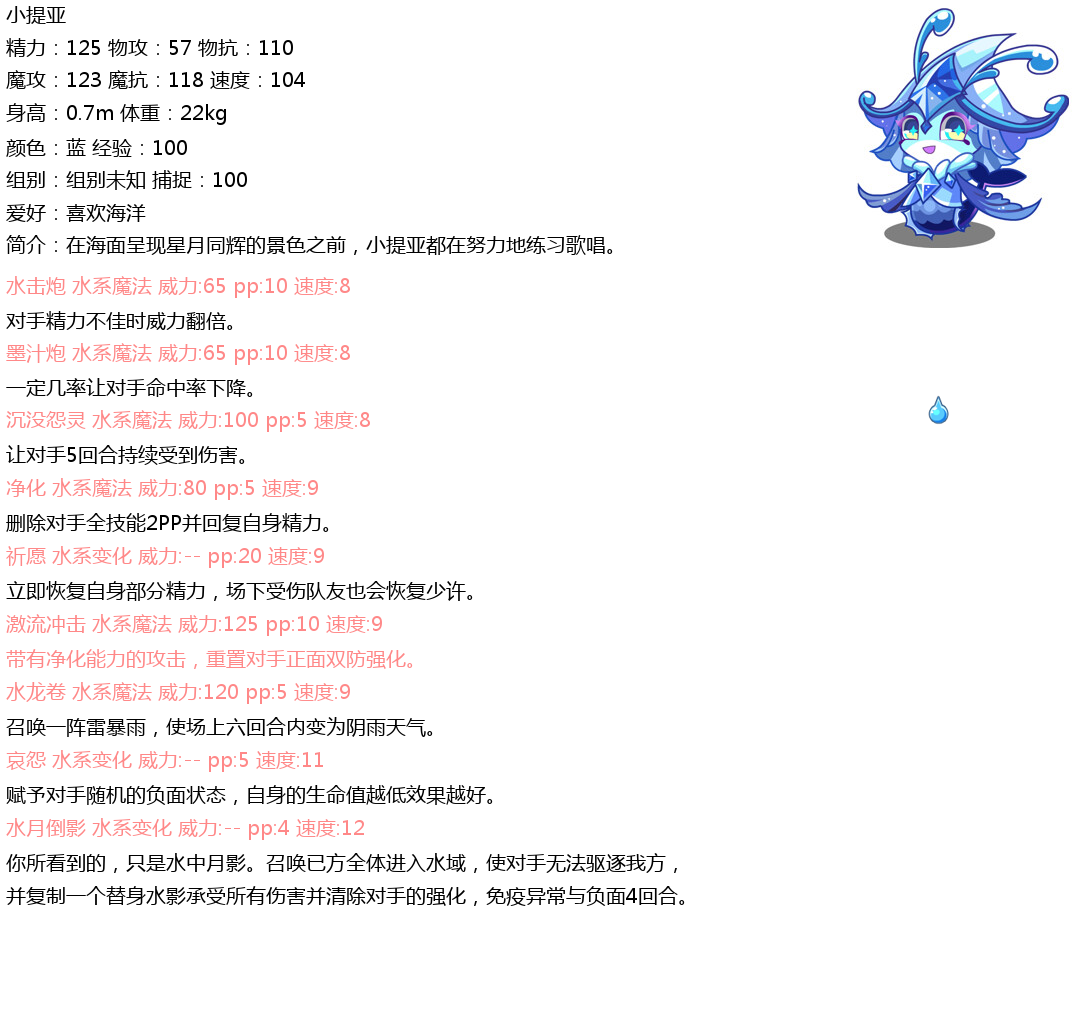 小提亚
精力：125 物攻：57 物抗：110
魔攻：123 魔抗：118 速度：104
身高：0.7m 体重：22kg
颜色：蓝 经验：100
组别：组别未知 捕捉：100
爱好：喜欢海洋
简介：在海面呈现星月同辉的景色之前，小提亚都在努力地练习歌唱。
水击炮 水系魔法 威力:65 pp:10 速度:8
对手精力不佳时威力翻倍。
墨汁炮 水系魔法 威力:65 pp:10 速度:8
一定几率让对手命中率下降。
沉没怨灵 水系魔法 威力:100 pp:5 速度:8
让对手5回合持续受到伤害。
净化 水系魔法 威力:80 pp:5 速度:9
删除对手全技能2PP并回复自身精力。
祈愿 水系变化 威力:-- pp:20 速度:9
立即恢复自身部分精力，场下受伤队友也会恢复少许。
激流冲击 水系魔法 威力:125 pp:10 速度:9
带有净化能力的攻击，重置对手正面双防强化。
水龙卷 水系魔法 威力:120 pp:5 速度:9
召唤一阵雷暴雨，使场上六回合内变为阴雨天气。
哀怨 水系变化 威力:-- pp:5 速度:11
赋予对手随机的负面状态，自身的生命值越低效果越好。
水月倒影 水系变化 威力:-- pp:4 速度:12
你所看到的，只是水中月影。召唤已方全体进入水域，使对手无法驱逐我方，
并复制一个替身水影承受所有伤害并清除对手的强化，免疫异常与负面4回合。